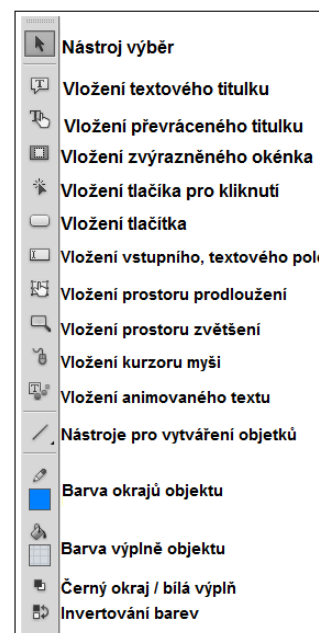 Nástroj výběr
Vložení textového titulku
Vložení převráceného titulku
Vložení zvýrazněného okénka
Vložení tlačíka pro kliknutí
Vložení tlačítka
Vložení vstupního, textového pole
Vložení prostoru prodloužení
Vložení prostoru zvětšení
Vložení kurzoru myši
Vložení animovaného textu
Nástroje pro vytváření objetků
Barva okrajů objektu
Barva výplně objektu
Černý okraj / bílá výplň
Invertování barev